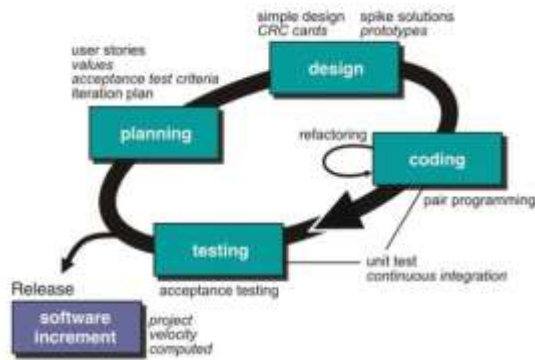 simple design
CRC cards
spike solutions
prototypes
design
user stories
values
acceptance test criteria
iteration plan
planning
refactoring
coding
pair programming
testing
unit test
continuous integration
acceptance testing
Release
software
increment
project
velocity
computed